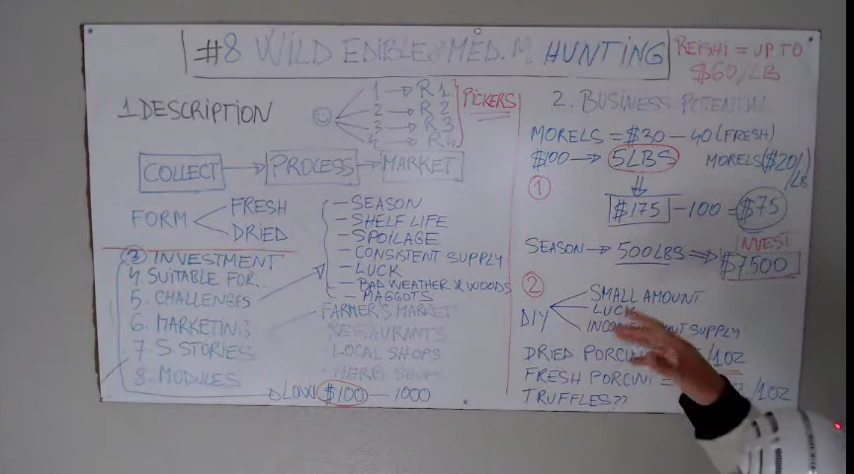 #8 WILD EDIBLE & MED. M. HUNTING
REISHI = UP TO
$60/LB
1. DESCRIPTION
1 → R 1.
2 → R 2
3 → R 3
4 → R 4
PICKERS
COLLECT → PROCESS → MARKET
FORM
FRESH
DRIED
- SEASON
- SHELF LIFE
- SPOILAGE
- CONSISTENT SUPPLY
- LUCK
- BAD WEATHER & WOODS
- MAGGOTS
3 INVESTMENT
4 SUITABLE FOR..
5. CHALLENGES
6. MARKETING
7 S. STORIES
8. MODULES
FARMER'S MARKET
RESTAURANTS
LOCAL SHOPS
HERB SHOPS
LOW $100 - 1000
2. BUSINESS POTENTIAL
MORELS = $30 - 40 (FRESH)
$100 → 5LBS MORELS ($20/
/LB
1
$175 - 100 = $75
SEASON → 500 LBS ⇒ $7500
INVEST
2
DIY
SMALL AMOUNT
LUCK
SUPPLY
DRIED PORCINI /1OZ
FRESH PORCINI = /1OZ
TRUFFLES??